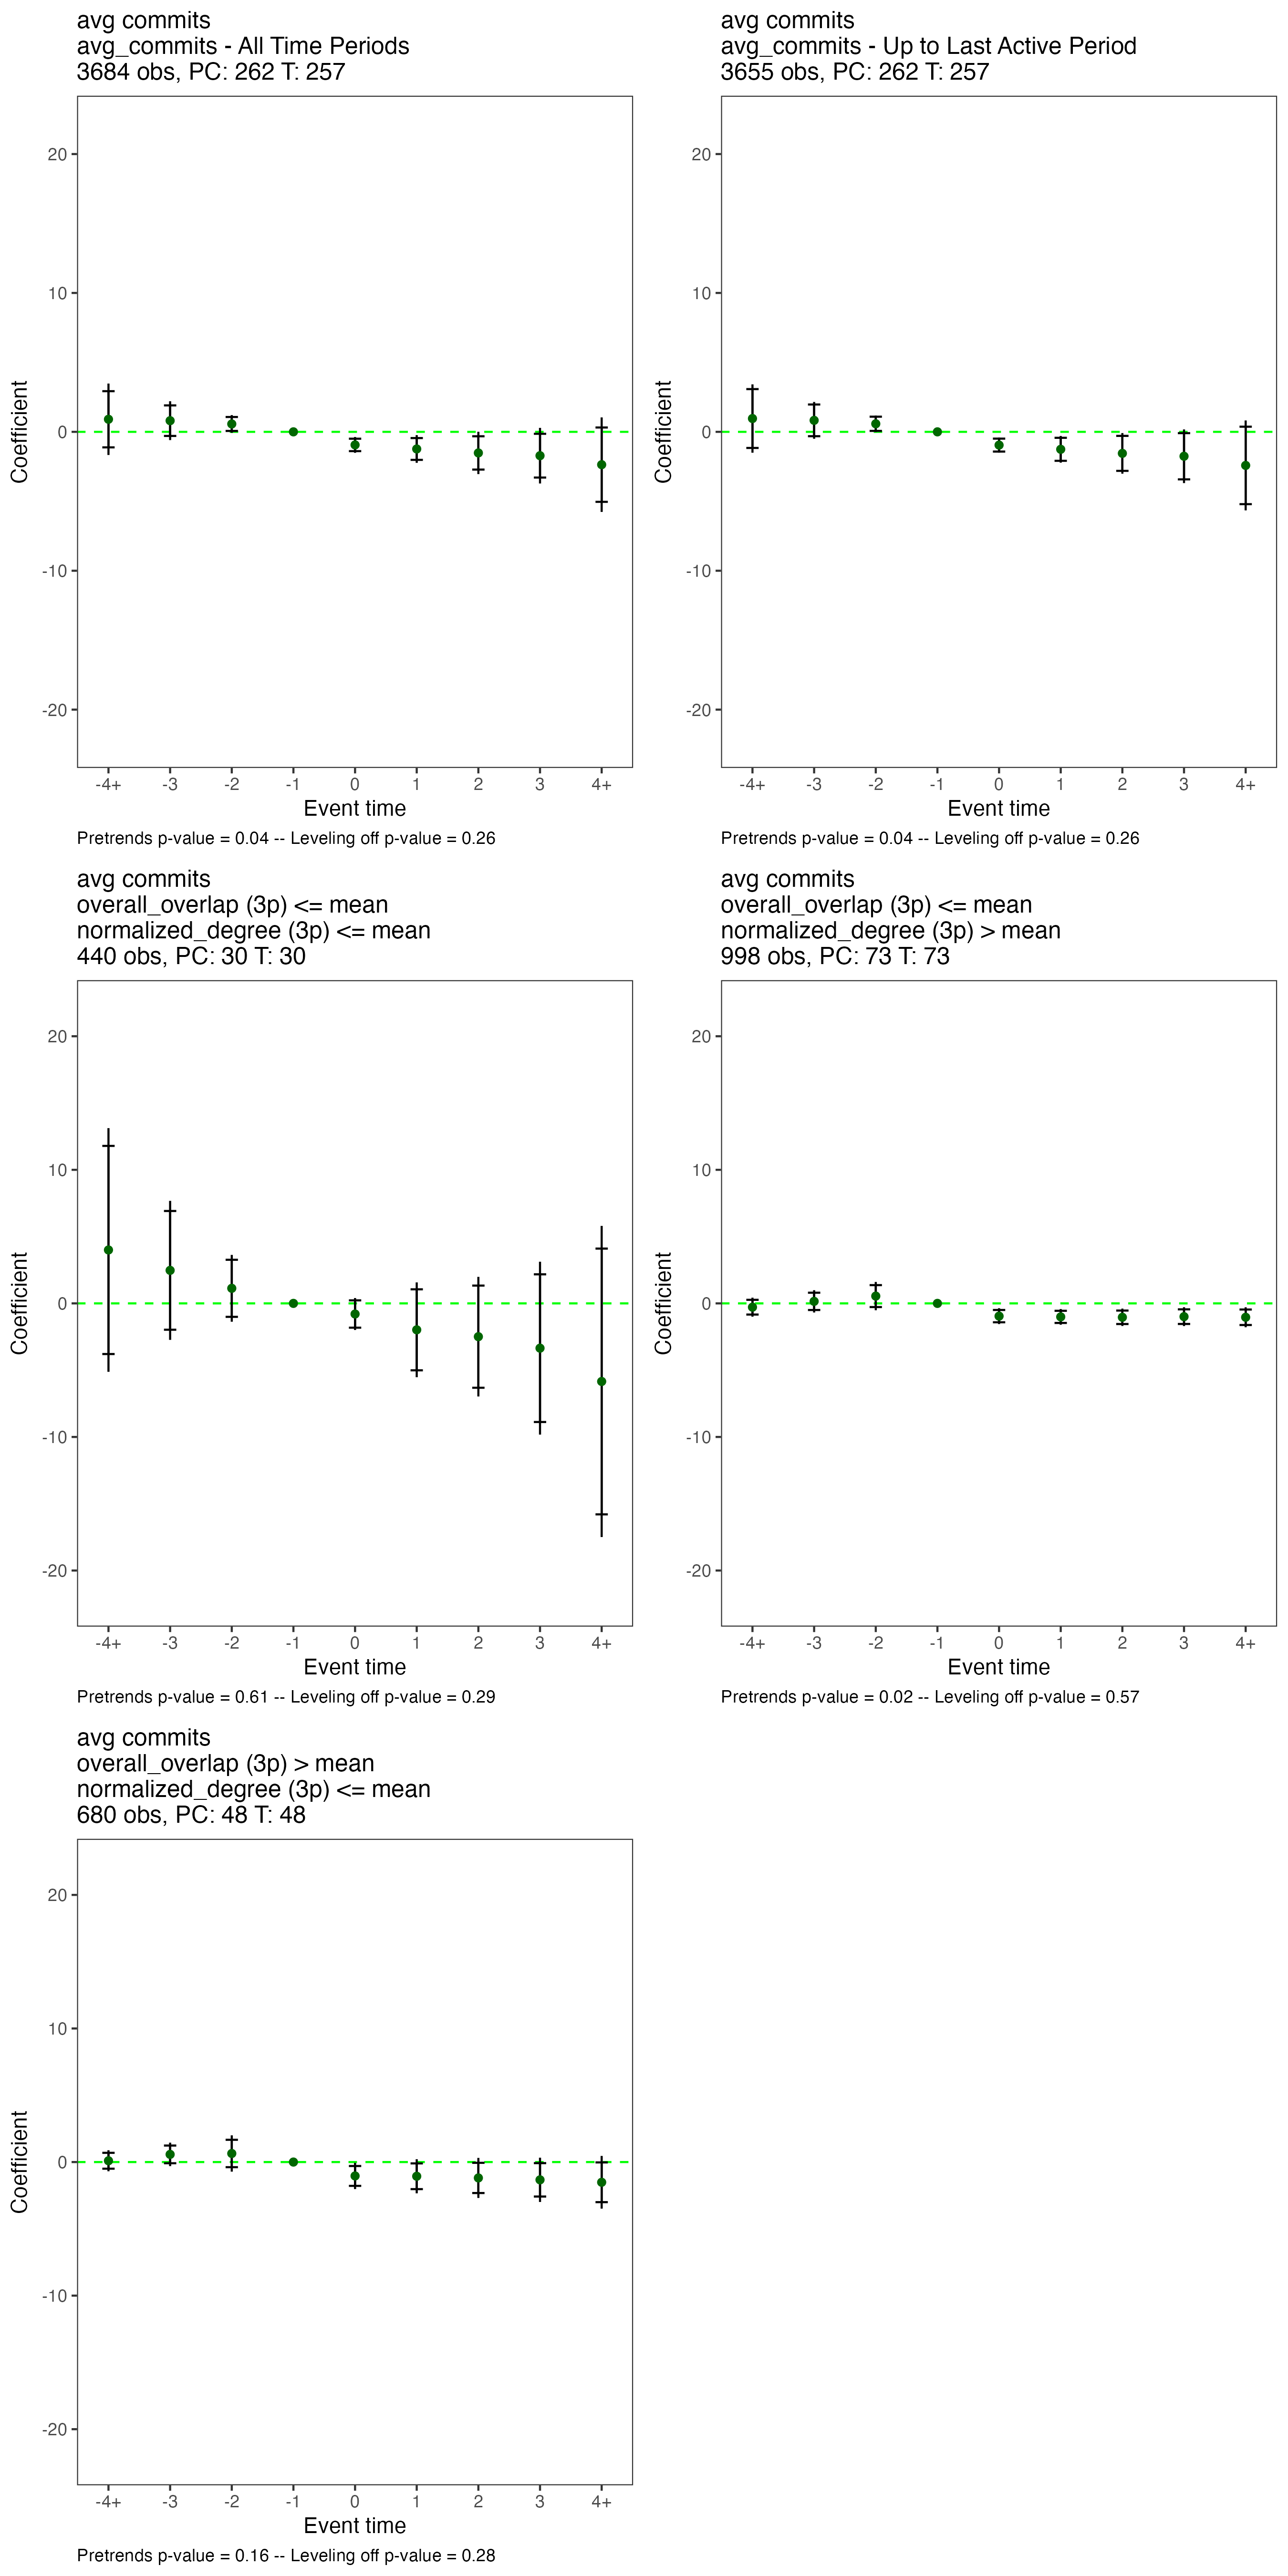 avg commits
avg_commits - All Time Periods
3684 obs, PC: 262 T: 257
20
10
0
-10
-20
Coefficient
-4+ -3 -2 -1 0 1 2 3 4+
Event time
Pretrends p-value = 0.04 -- Leveling off p-value = 0.26
avg commits
avg_commits - Up to Last Active Period
3655 obs, PC: 262 T: 257
20
10
0
-10
-20
Coefficient
-4+ -3 -2 -1 0 1 2 3 4+
Event time
Pretrends p-value = 0.04 -- Leveling off p-value = 0.26
avg commits
overall_overlap (3p) <= mean
normalized_degree (3p) <= mean
440 obs, PC: 30 T: 30
20
10
0
-10
-20
Coefficient
-4+ -3 -2 -1 0 1 2 3 4+
Event time
Pretrends p-value = 0.61 -- Leveling off p-value = 0.29
avg commits
overall_overlap (3p) <= mean
normalized_degree (3p) > mean
998 obs, PC: 73 T: 73
20
10
0
-10
-20
Coefficient
-4+ -3 -2 -1 0 1 2 3 4+
Event time
Pretrends p-value = 0.02 -- Leveling off p-value = 0.57
avg commits
overall_overlap (3p) > mean
normalized_degree (3p) <= mean
680 obs, PC: 48 T: 48
20
10
0
-10
-20
Coefficient
-4+ -3 -2 -1 0 1 2 3 4+
Event time
Pretrends p-value = 0.16 -- Leveling off p-value = 0.28